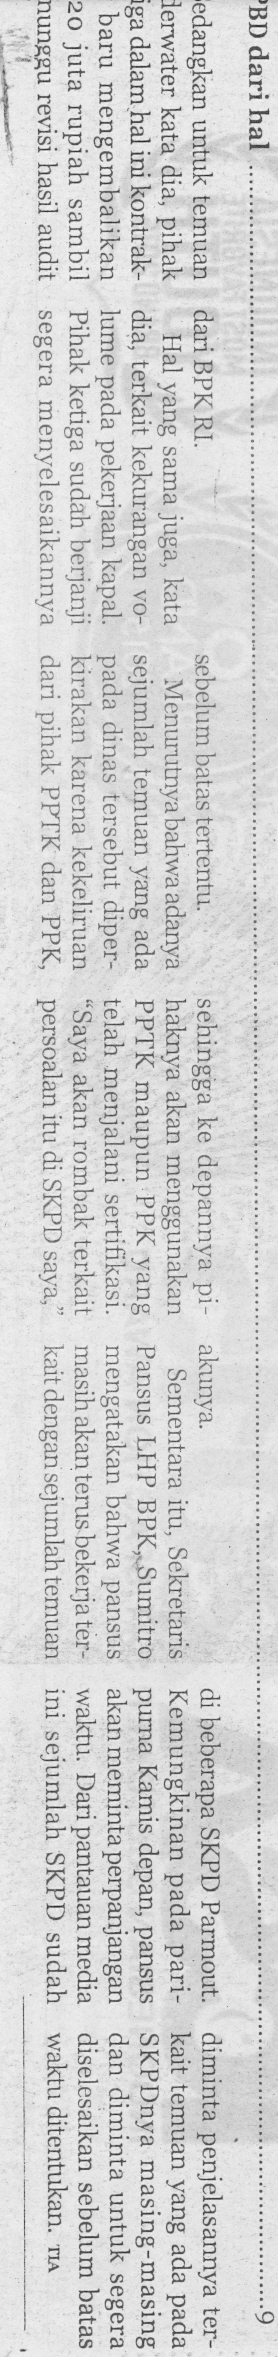 PBD dari hal ........................................................................9
sedangkan untuk temuan
derwater kata dia, pihak
iga dalam hal ini kontrak-
baru mengembalikan
20 juta rupiah sambil
nunggu revisi hasil audit
dari BPK RI.
Hal yang sama juga, kata
dia, terkait kekurangan vo-
lume pada pekerjaan kapal.
Pihak ketiga sudah berjanji
segera menyelesaikannya
sebelum batas tertentu.
Menurutnya bahwa adanya
sejumlah temuan yang ada
pada dinas tersebut diper-
kirakan karena kekeliruan
dari pihak PPTK dan PPK,
sehingga ke depannya pi-
haknya akan menggunakan
PPTK maupun PPK yang
telah menjalani sertifikasi.
“Saya akan rombak terkait
persoalan itu di SKPD saya,”
akunya.
Sementara itu, Sekretaris
Pansus LHP BPK, Sumitro
mengatakan bahwa pansus
masih akan terus bekerja ter-
kait dengan sejumlah temuan
di beberapa SKPD Parmout.
Kemungkinan pada pari-
purna Kamis depan, pansus
akan meminta perpanjangan
waktu. Dari pantauan media
ini sejumlah SKPD sudah
diminta penjelasannya ter-
kait temuan yang ada pada
SKPDnya masing-masing
dan diminta untuk segera
diselesaikan sebelum batas
waktu ditentukan. TIA